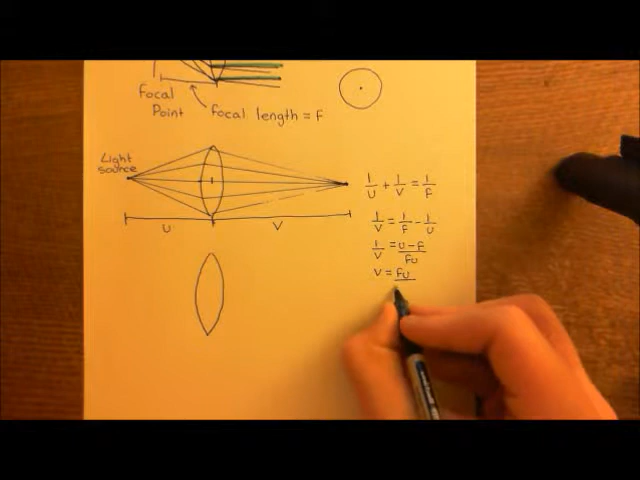 Focal
Point
focal length = F
Light
source
U
V
1/U + 1/V = 1/F
1/V = 1/F - 1/U
1/V = U-F/FU
V = FU